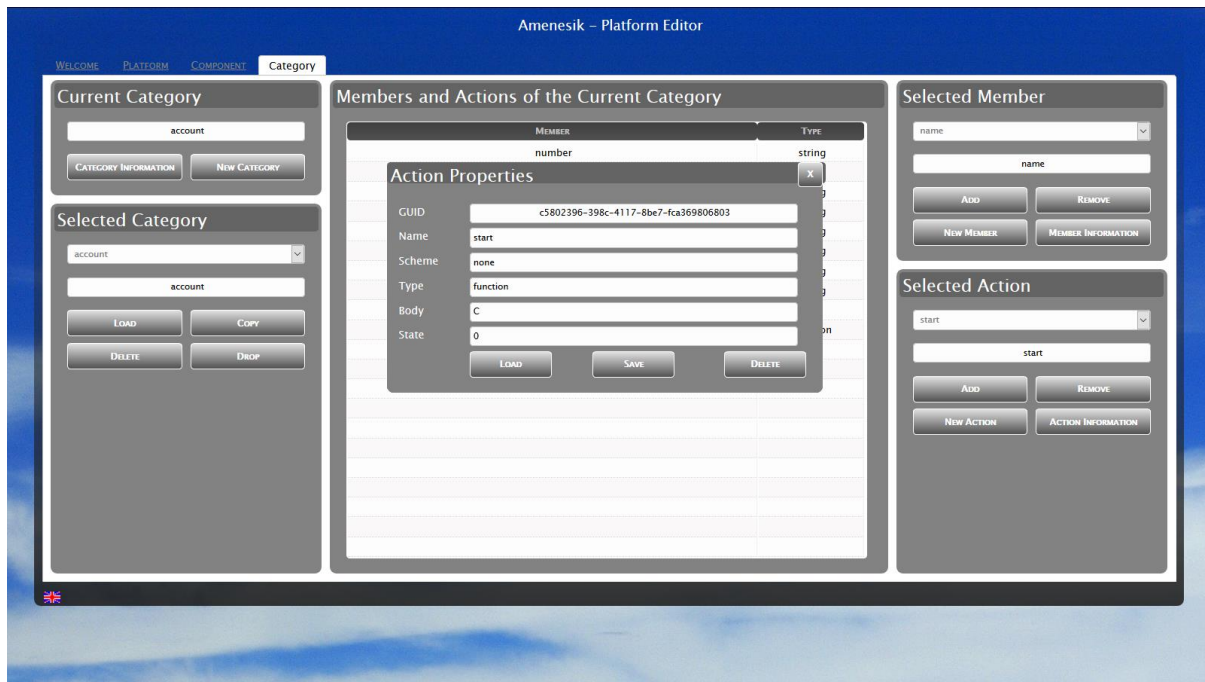 Amenesik – Platform Editor
Welcome Platform Component Category
Current Category
account
Category Information New Category
Selected Category
account
account
Load Copy
Delete Drop
Members and Actions of the Current Category
Member Type
number string
Action Properties X
GUID c5802396-398c-4117-8be7-fca369806803
Name start
Scheme none
Type function
Body C
State 0
Load Save Delete
Selected Member
name
name
Add Remove
New Member Member Information
Selected Action
start
start
Add Remove
New Action Action Information